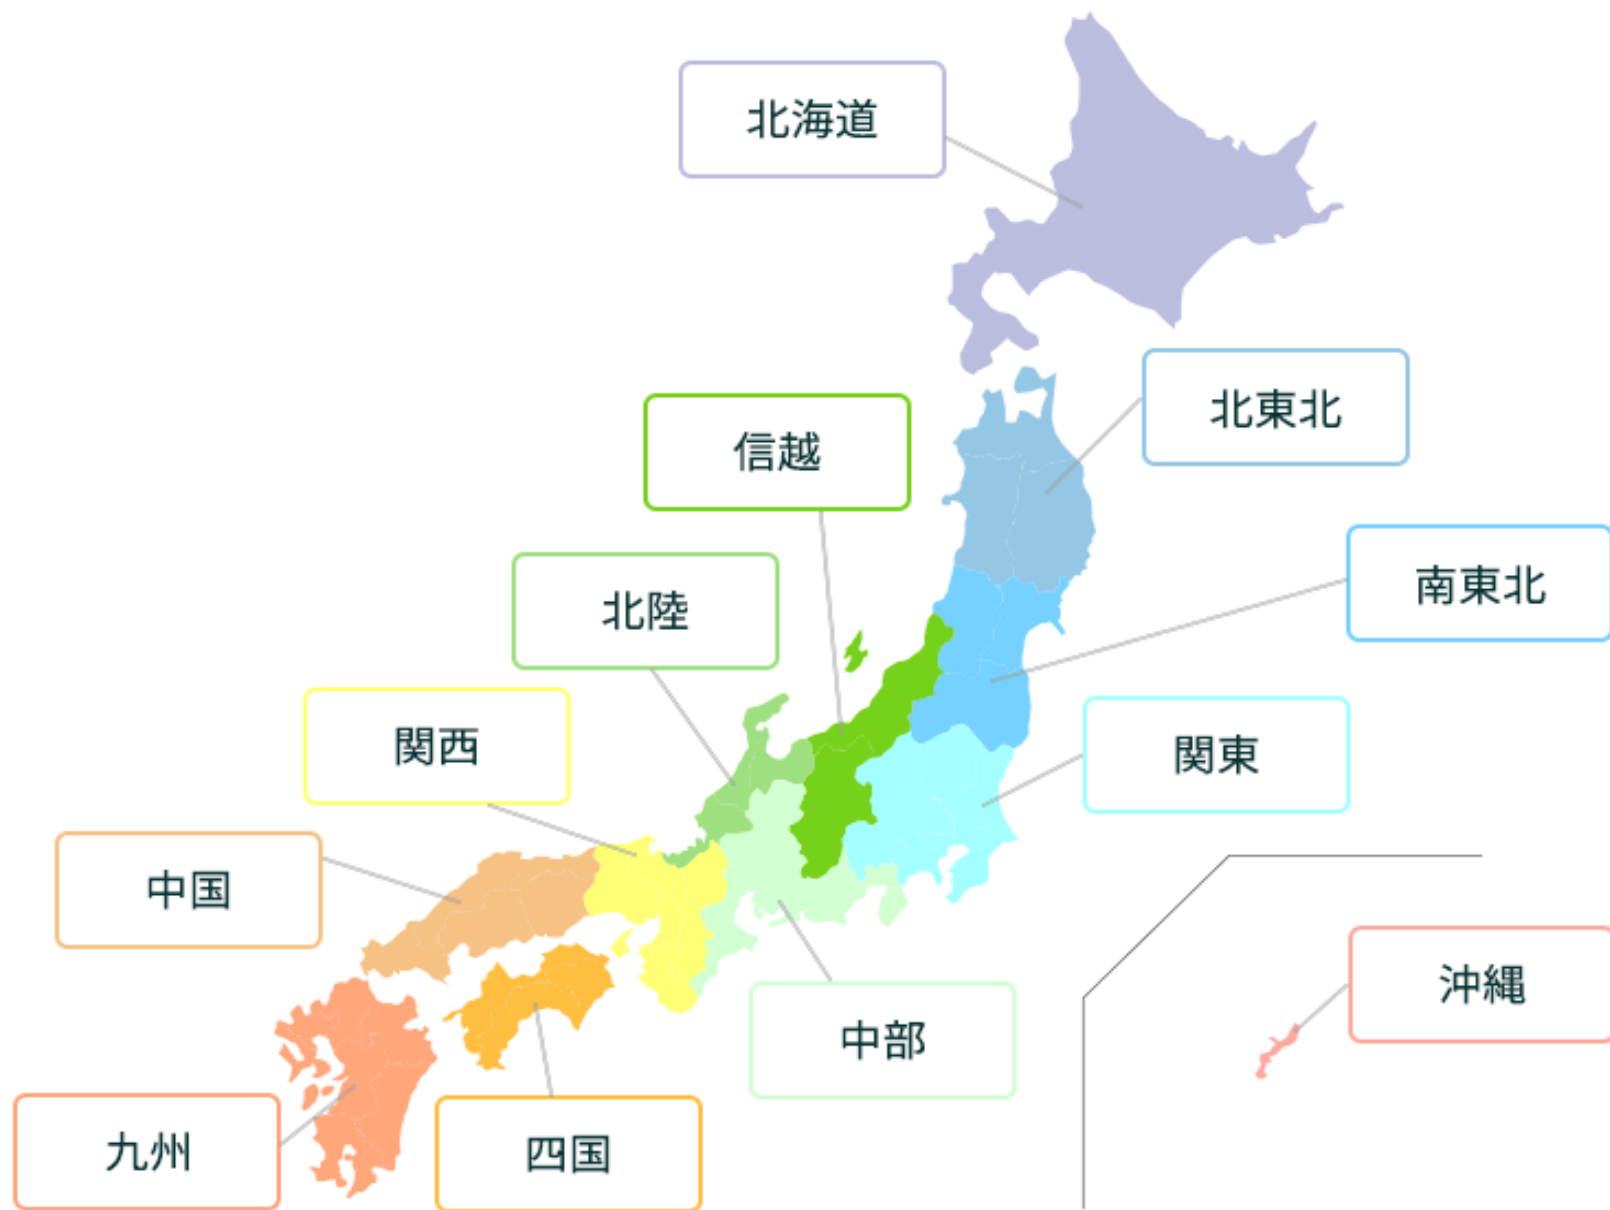 北海道
北東北
信越
南東北
北陸
関西
関東
中国
沖縄
中部
九州
四国